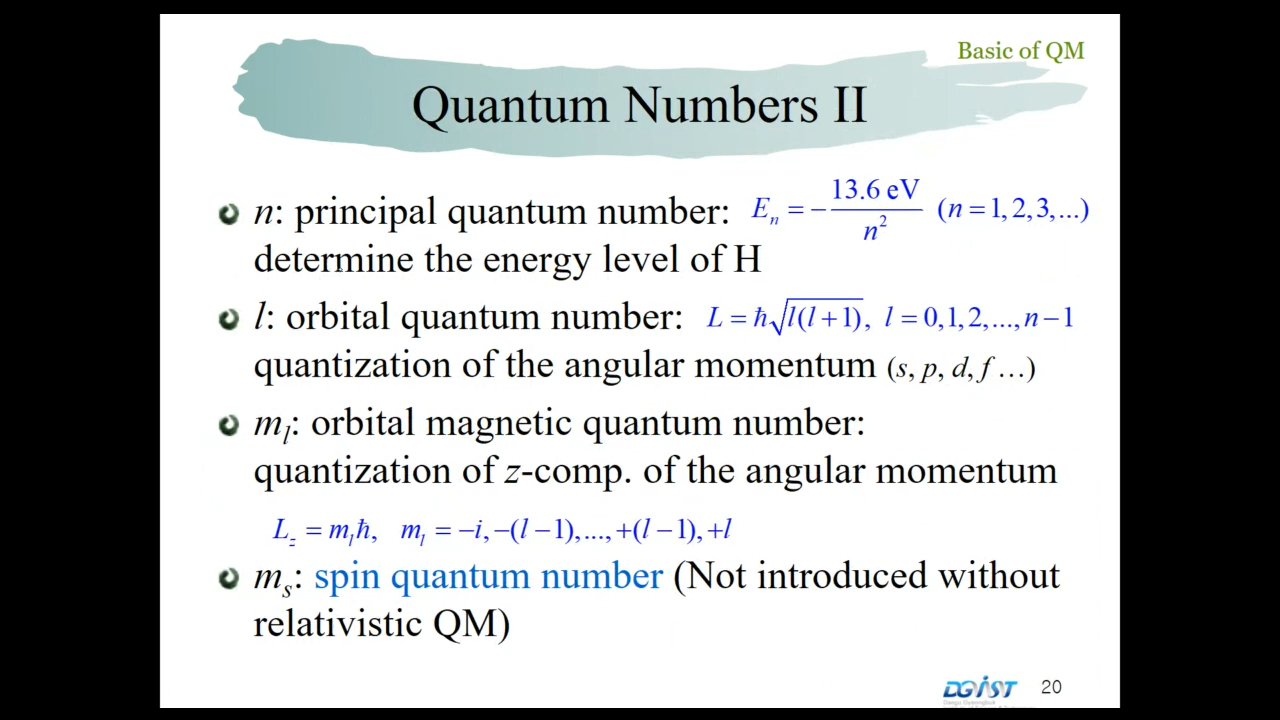 Basic of QM
Quantum Numbers II
n: principal quantum number: E_n = −13.6 eV/n² (n = 1, 2, 3,...)
determine the energy level of H
l: orbital quantum number: L = ħ√l(l + 1), l = 0, 1, 2, ..., n − 1
quantization of the angular momentum (s, p, d, f …)
m_l: orbital magnetic quantum number:
quantization of z-comp. of the angular momentum
L_z = m_lħ, m_l = −i, −(l − 1), ..., +(l − 1), +l
m_s: spin quantum number (Not introduced without
relativistic QM)
DGIST 20